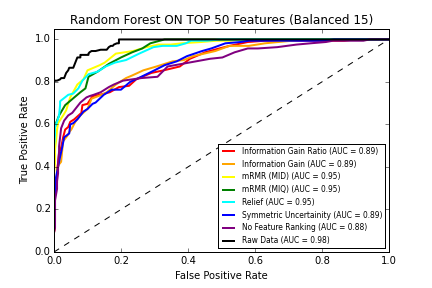 Random Forest ON TOP 50 Features (Balanced 15)
1.0
0.8
0.6
0.4
0.2
0.0
True Positive Rate
Information Gain Ratio (AUC = 0.89)
Information Gain (AUC = 0.89)
mRMR (MID) (AUC = 0.95)
mRMR (MIQ) (AUC = 0.95)
Relief (AUC = 0.95)
Symmetric Uncertainity (AUC = 0.89)
No Feature Ranking (AUC = 0.88)
Raw Data (AUC = 0.98)
0.0 0.2 0.4 0.6 0.8 1.0
False Positive Rate